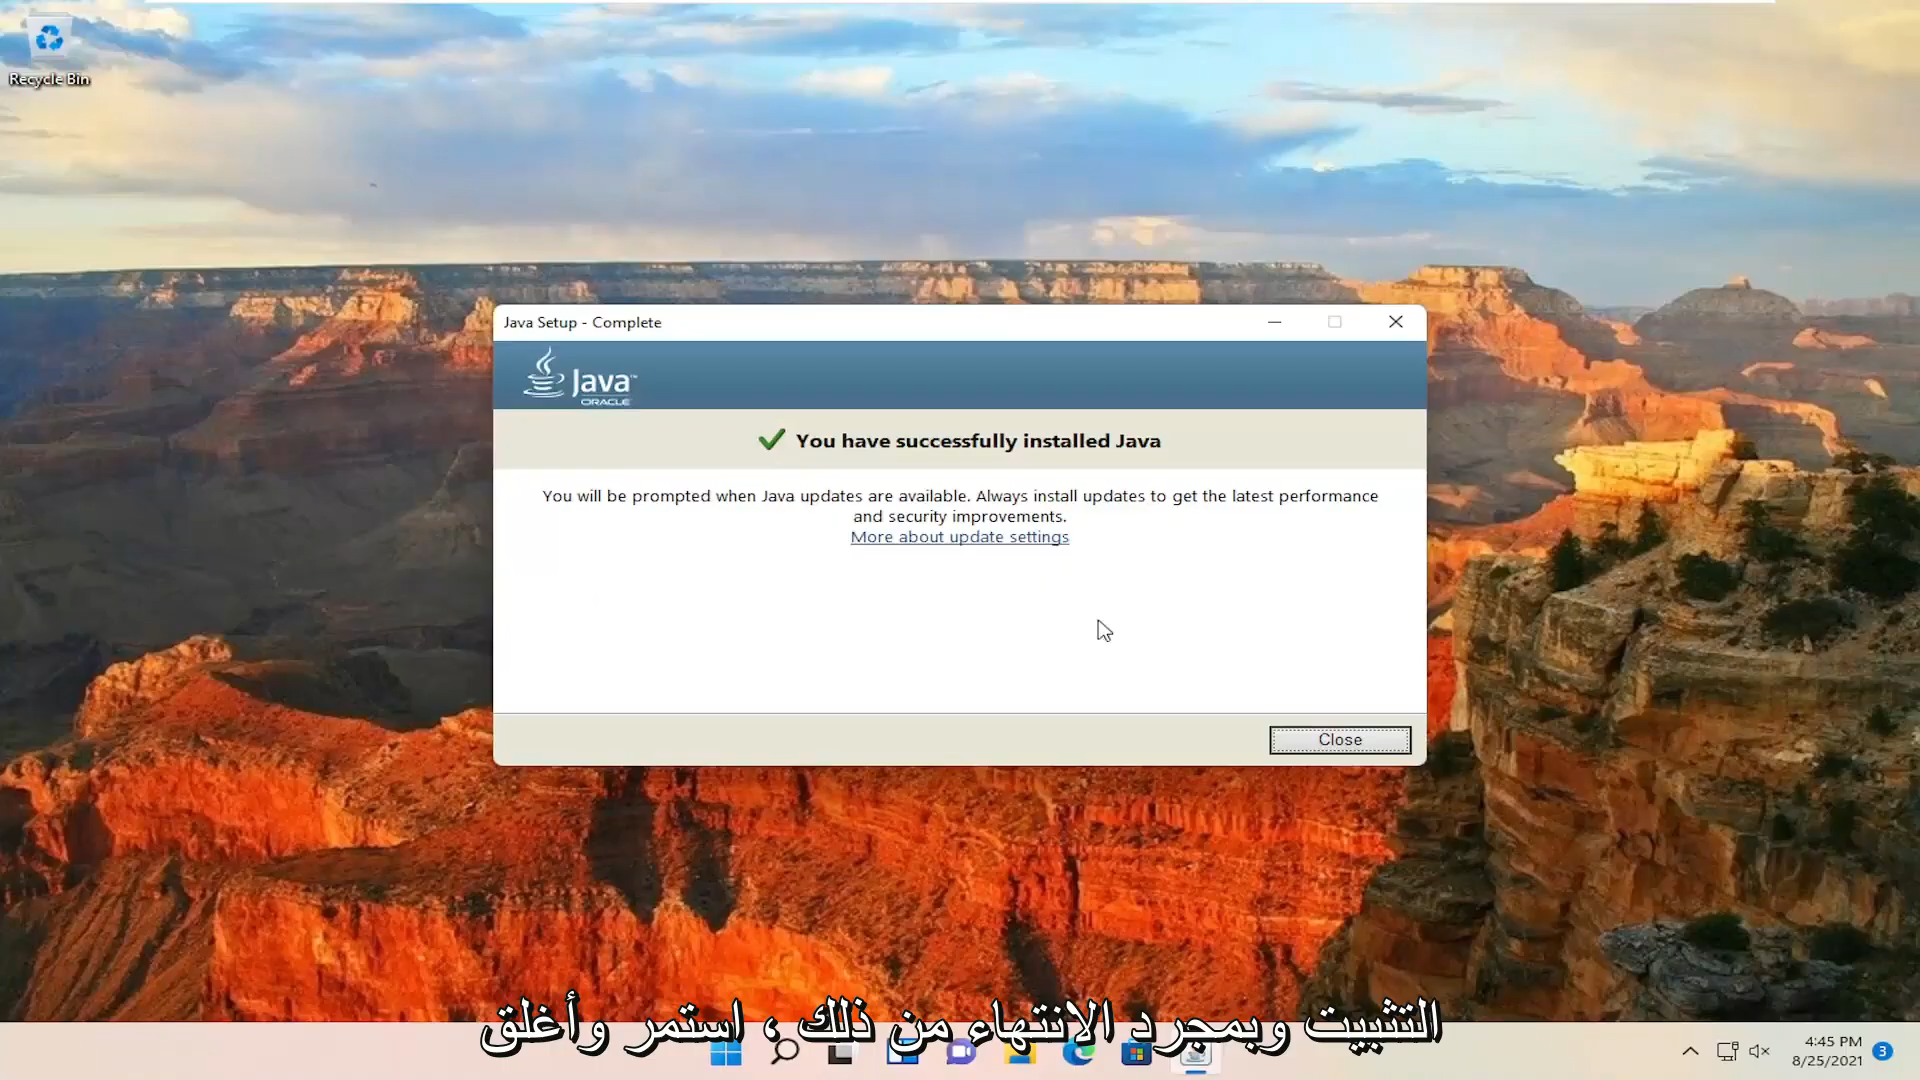 Recycle Bin
Java Setup - Complete
Java™
ORACLE
You have successfully installed Java
You will be prompted when Java updates are available. Always install updates to get the latest performance
and security improvements.
More about update settings
Close
التثبيت وبمجرد الانتهاء من ذلك ، استمر وأغلق
4:45 PM
8/25/2021
3